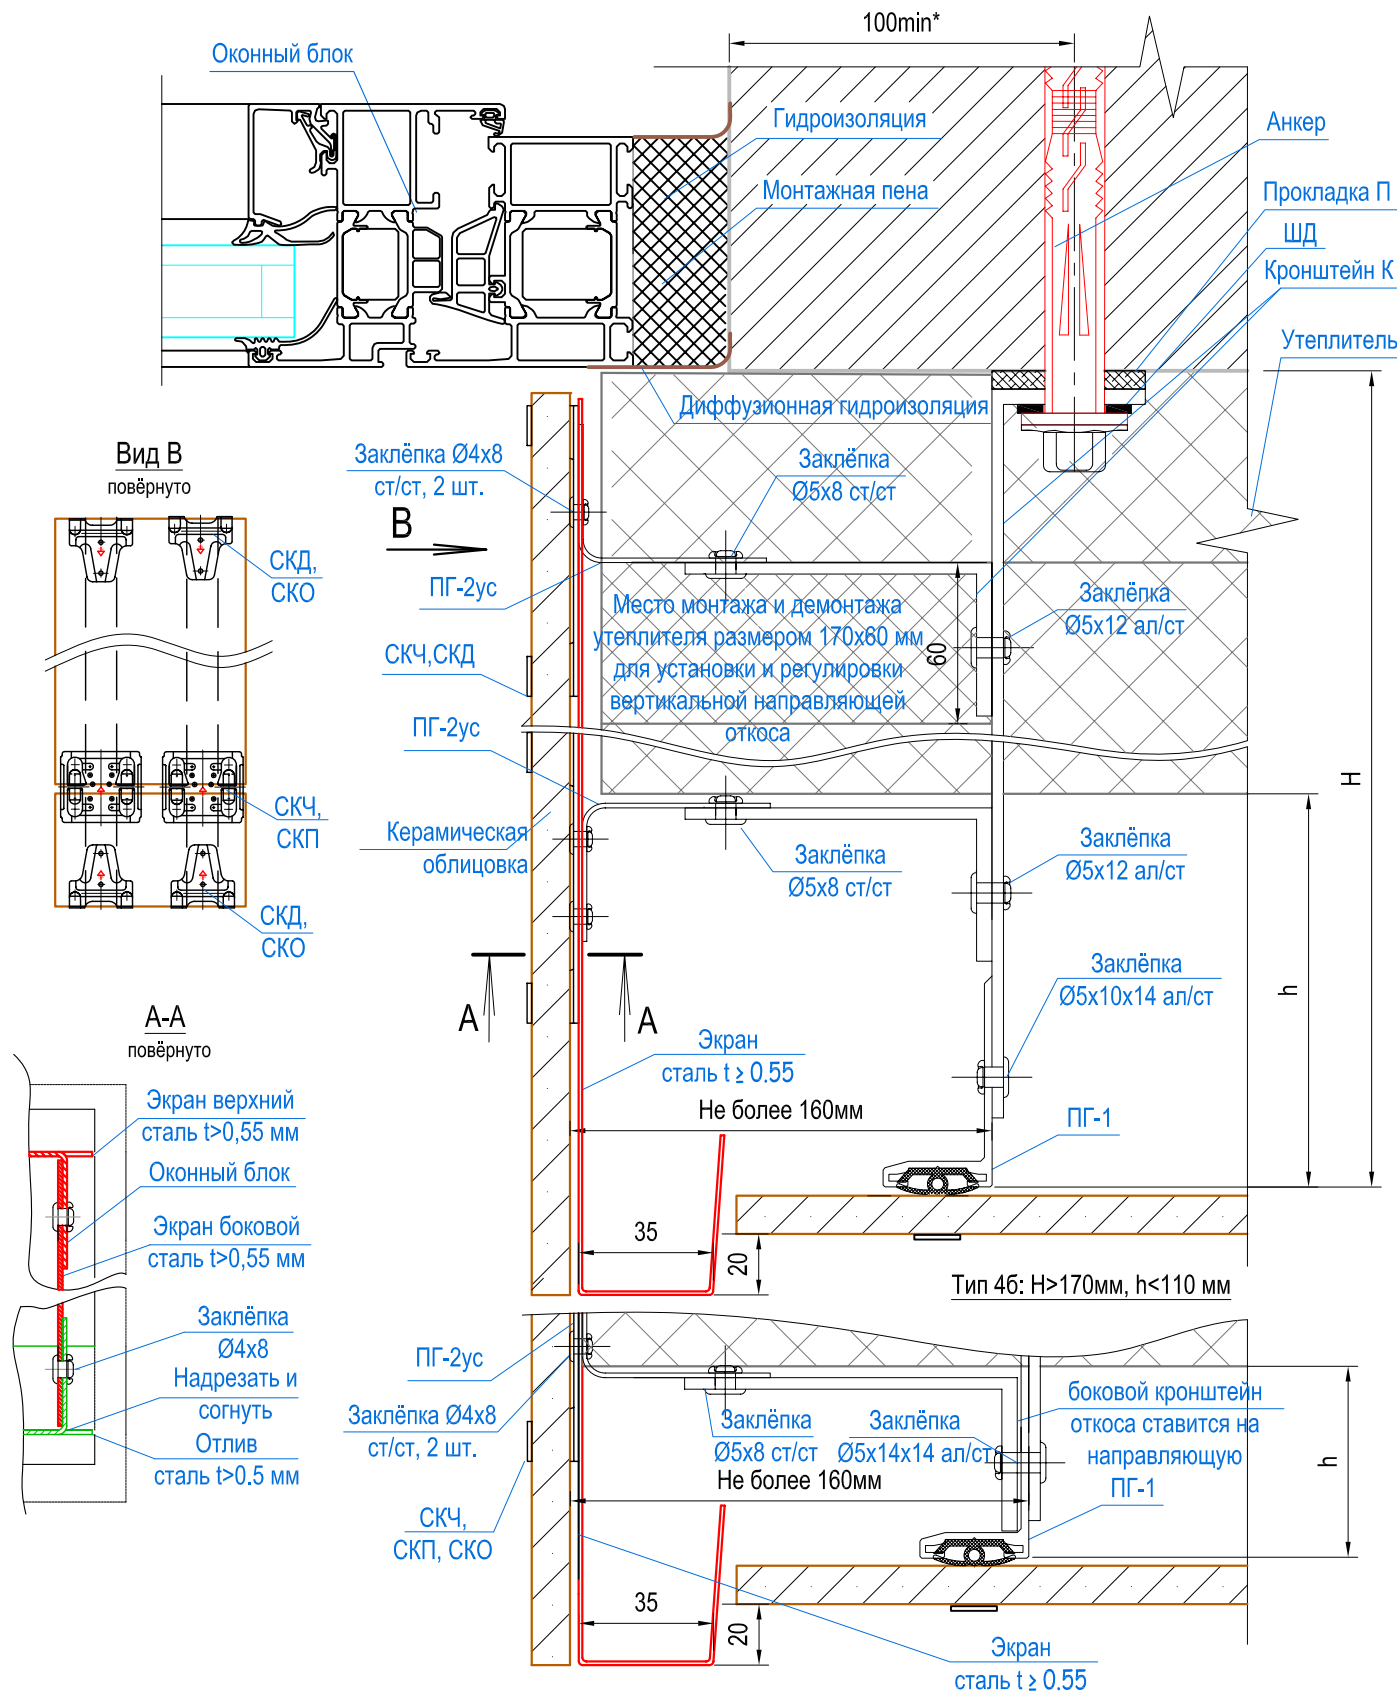 100min*
Оконный блок
Гидроизоляция
Монтажная пена
Анкер
Прокладка П
ШД
Кронштейн К
Утеплитель
Диффузионная гидроизоляция
Вид В
повёрнуто
СКД,
СКО
СКЧ,
СКП
СКД,
СКО
Заклёпка Ø4х8
ст/ст, 2 шт.
В
Заклёпка
Ø5х8 ст/ст
ПГ-2ус
Место монтажа и демонтажа
утеплителя размером 170х60 мм
для установки и регулировки
вертикальной направляющей
откоса
60
Заклёпка
Ø5х12 ал/ст
СКЧ,СКД
ПГ-2ус
Н
Керамическая
облицовка
Заклёпка
Ø5х8 ст/ст
Заклёпка
Ø5х12 ал/ст
Заклёпка
Ø5х10х14 ал/ст
h
А
А
Экран
сталь t ≥ 0.55
Не более 160мм
ПГ-1
35
20
А-А
повёрнуто
Экран верхний
сталь t>0,55 мм
Оконный блок
Экран боковой
сталь t>0,55 мм
Заклёпка
Ø4х8
Надрезать и
согнуть
Отлив
сталь t>0.5 мм
Тип 4б: Н>170мм, h<110 мм
ПГ-2ус
Заклёпка Ø4х8
ст/ст, 2 шт.
Заклёпка
Ø5х8 ст/ст
Заклёпка
Ø5х14х14 ал/ст
боковой кронштейн
откоса ставится на
направляющую
Не более 160мм
ПГ-1
h
СКЧ,
СКП, СКО
35
20
Экран
сталь t ≥ 0.55